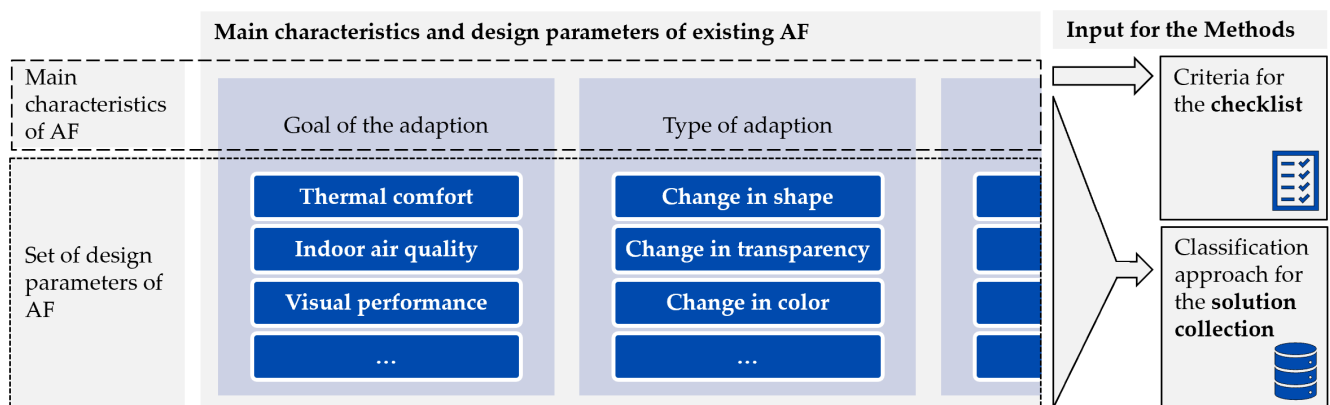 Main characteristics and design parameters of existing AF
Input for the Methods
Main
characteristics
of AF
Goal of the adaption
Type of adaption
Criteria for
the checklist
Set of design
parameters of
AF
Thermal comfort
Indoor air quality
Visual performance
...
Change in shape
Change in transparency
Change in color
...
Classification
approach for
the solution
collection